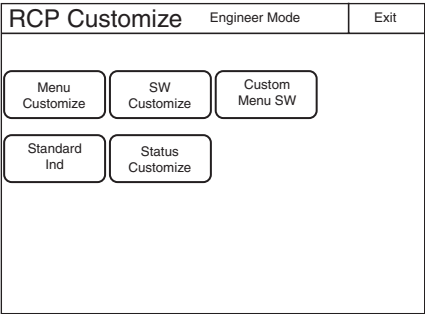 RCP Customize Engineer Mode Exit
Menu
Customize
SW
Customize
Custom
Menu SW
Standard
Ind
Status
Customize